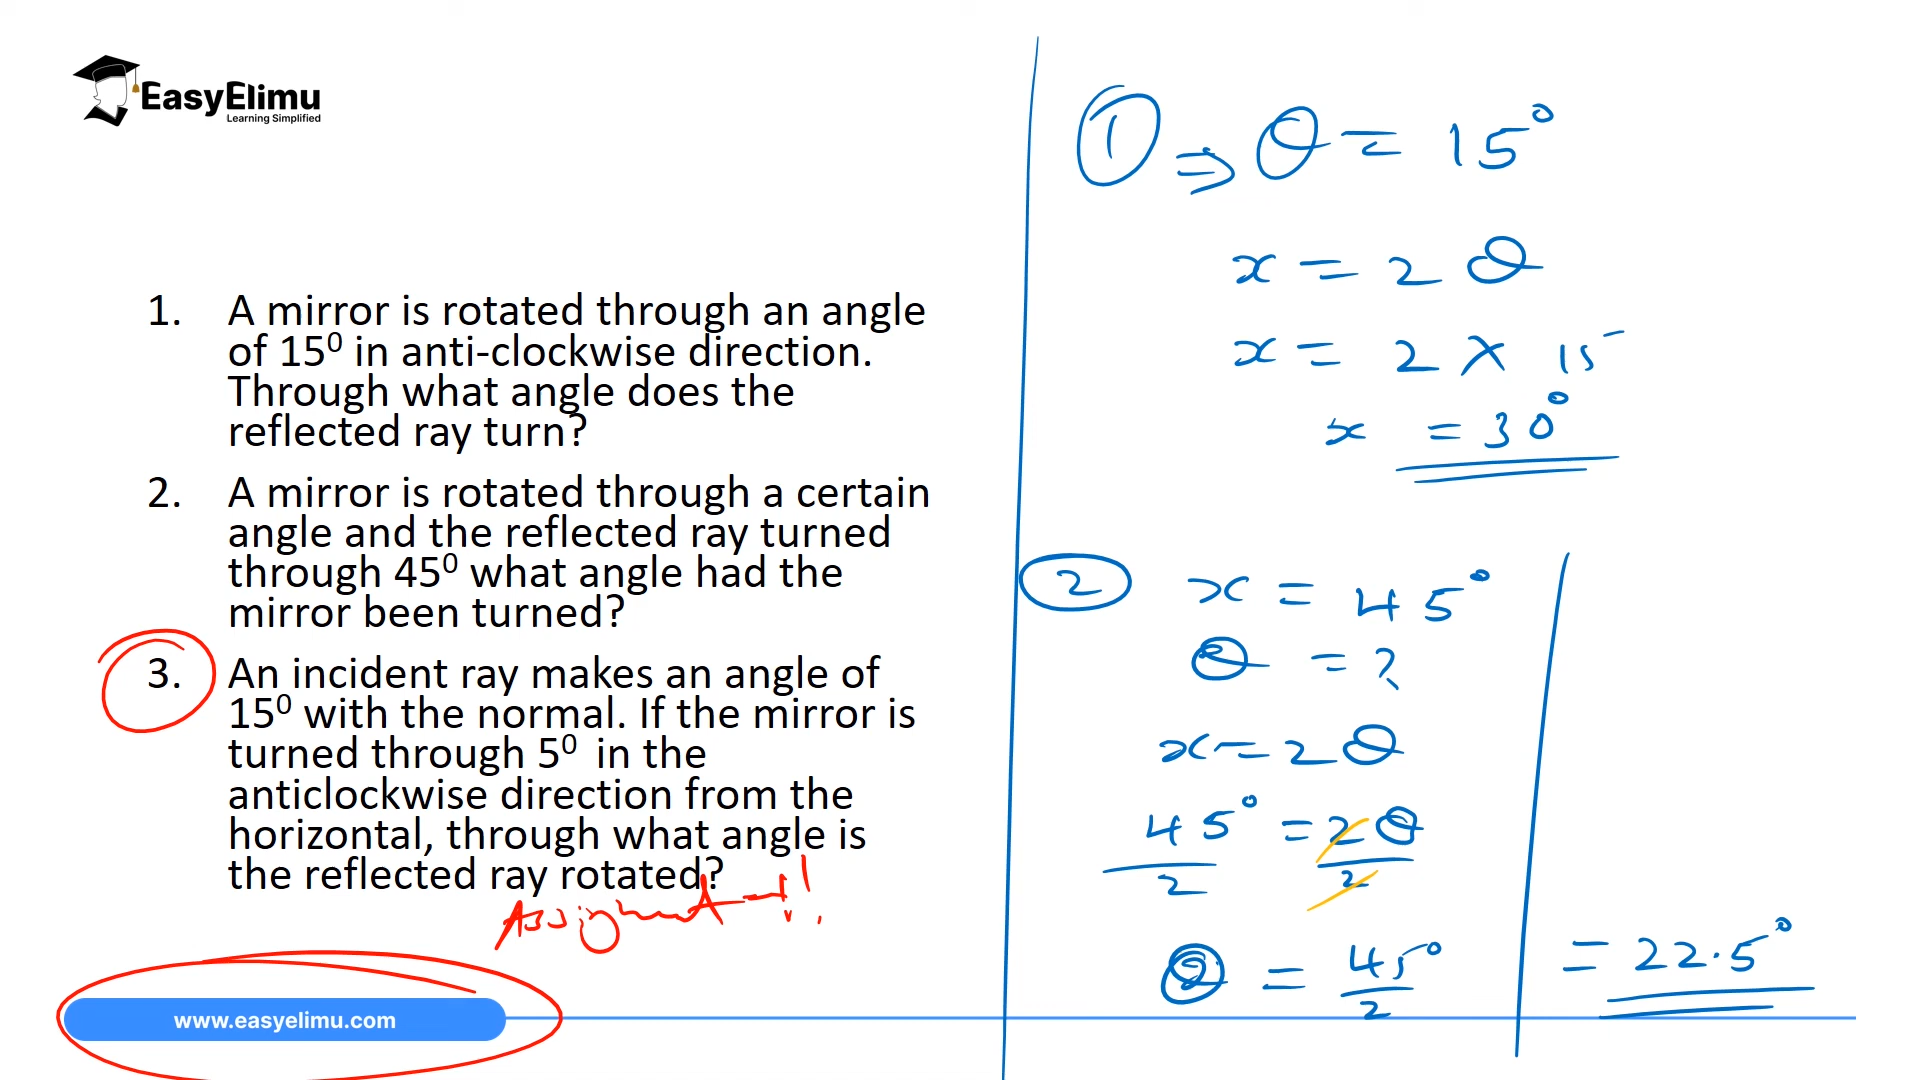 EasyElimu
Learning Simplified
1. A mirror is rotated through an angle
of 15⁰ in anti-clockwise direction.
Through what angle does the
reflected ray turn?
2. A mirror is rotated through a certain
angle and the reflected ray turned
through 45⁰ what angle had the
mirror been turned?
3. An incident ray makes an angle of
15⁰ with the normal. If the mirror is
turned through 5⁰ in the
anticlockwise direction from the
horizontal, through what angle is
the reflected ray rotated?
Assignment!!
www.easyelimu.com
1 ⇒ θ = 15°
x = 2 θ
x = 2 × 15
x = 30°
2 x = 45°
θ = ?
x = 2θ
45°/2 = 2θ/2
θ = 45°/2 = 22.5°